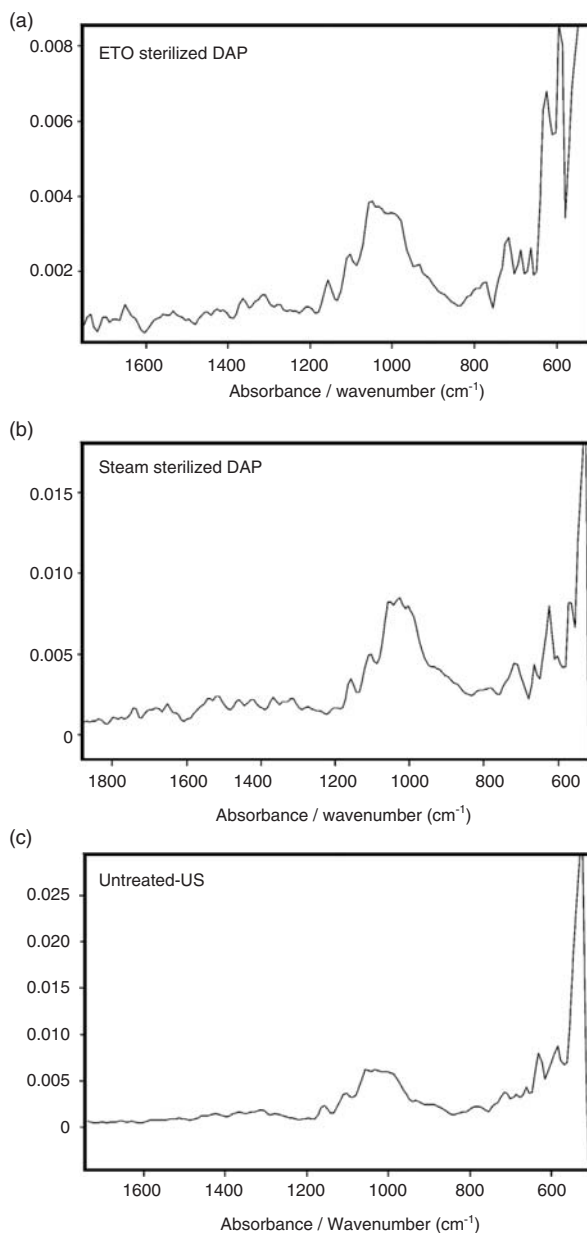 (a)
ETO sterilized DAP
0.008
0.006
0.004
0.002
1600 1400 1200 1000 800 600
Absorbance / wavenumber (cm⁻¹)
(b)
Steam sterilized DAP
0.015
0.010
0.005
0
1800 1600 1400 1200 1000 800 600
Absorbance / wavenumber (cm⁻¹)
(c)
Untreated-US
0.025
0.020
0.015
0.010
0.005
0
1600 1400 1200 1000 800 600
Absorbance / Wavenumber (cm⁻¹)